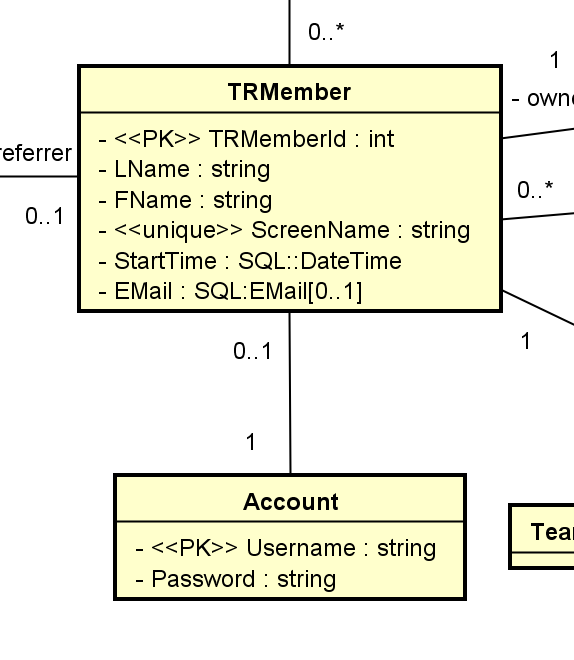 0..*
1
TRMember
- owne
- <<PK>> TRMemberId : int
referrer
- LName : string
0..*
- FName : string
0..1
- <<unique>> ScreenName : string
- StartTime : SQL::DateTime
- EMail : SQL:EMail[0..1]
0..1
1
1
Account
Tear
- <<PK>> Username : string
- Password : string